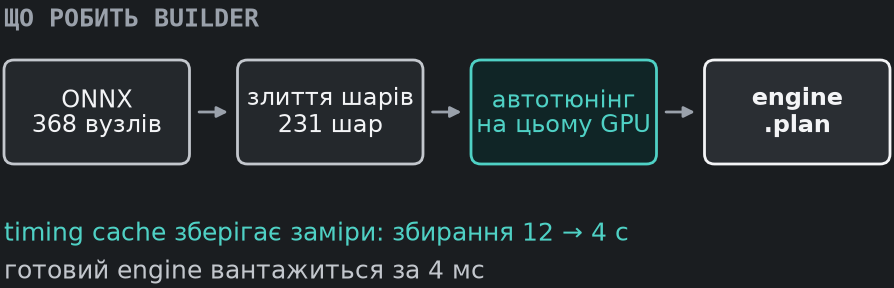 ЩО РОБИТЬ BUILDER
ONNX
368 вузлів
злиття шарів
231 шар
автотюнінг
на цьому GPU
engine
.plan
timing cache зберігає заміри: збирання 12 → 4 с
готовий engine вантажиться за 4 мс